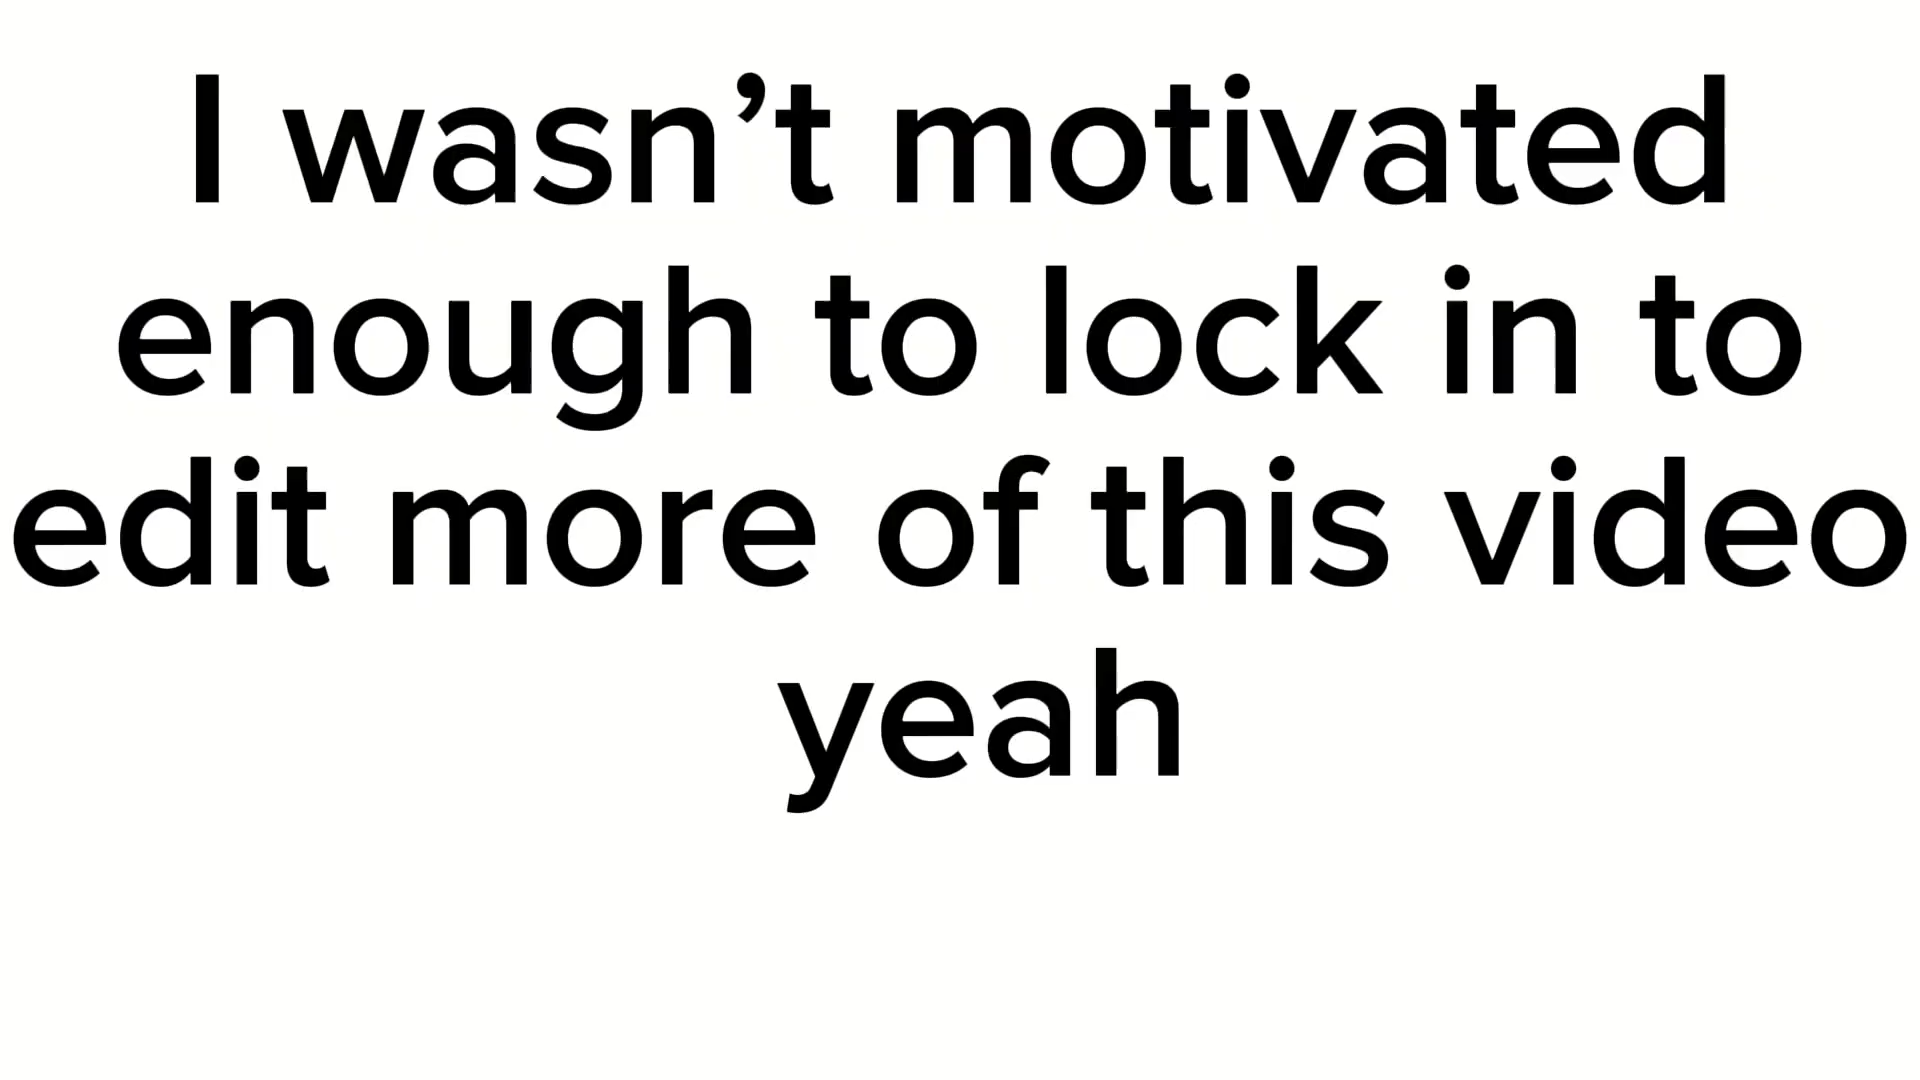 I wasn’t motivated
enough to lock in to
edit more of this video
yeah